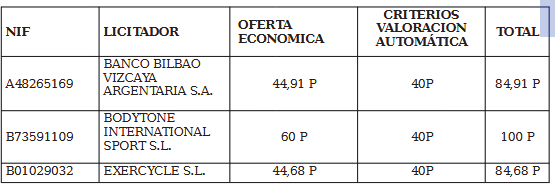 NIF LICITADOR OFERTA ECONOMICA CRITERIOS VALORACION AUTOMÁTICA TOTAL
A48265169 BANCO BILBAO VIZCAYA ARGENTARIA S.A. 44,91 P 40P 84,91 P
B73591109 BODYTONE INTERNATIONAL SPORT S.L. 60 P 40P 100 P
B01029032 EXERCYCLE S.L. 44,68 P 40P 84,68 P